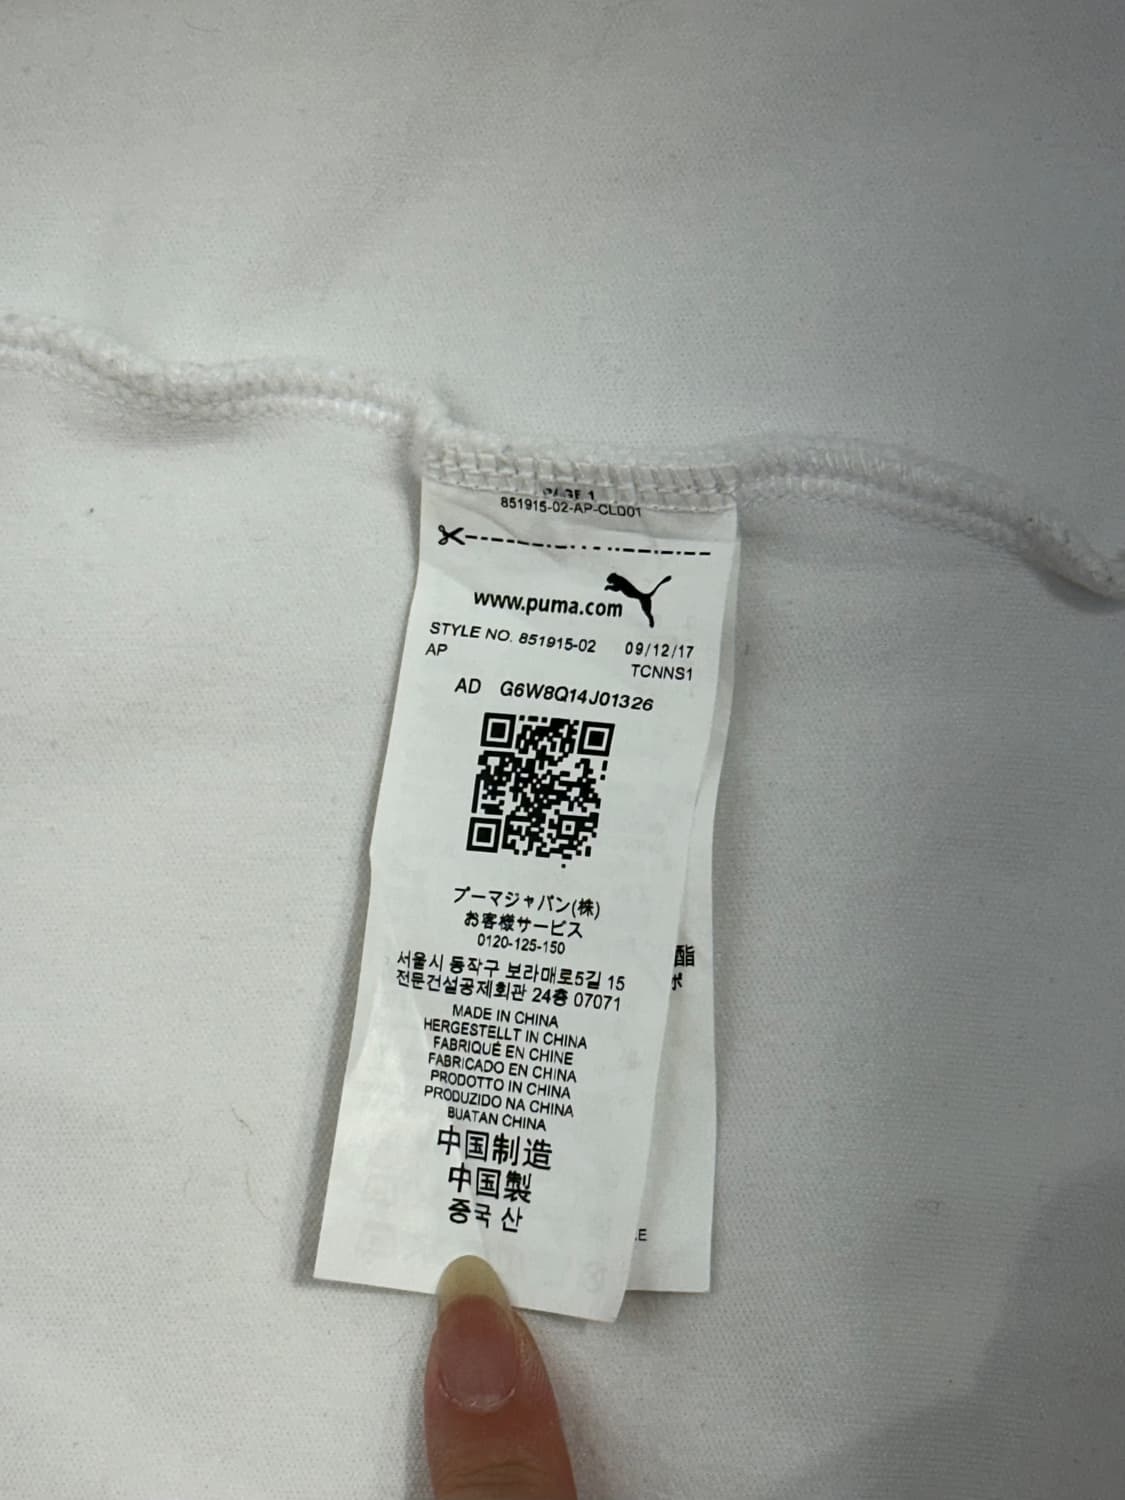 PAGE 1
851915-02-AP-CLD01
www.puma.com
STYLE NO. 851915-02 09/12/17
AP TCNNS1
AD G6W8Q14J01326
プーマジャパン(株)
お客様サービス
0120-125-150
서울시 동작구 보라매로5길 15
전문건설공제회관 24층 07071
MADE IN CHINA
HERGESTELLT IN CHINA
FABRIQUÉ EN CHINE
FABRICADO EN CHINA
PRODOTTO IN CHINA
PRODUZIDO NA CHINA
BUATAN CHINA
中国制造
中国製
중국 산
酯
ポ
E